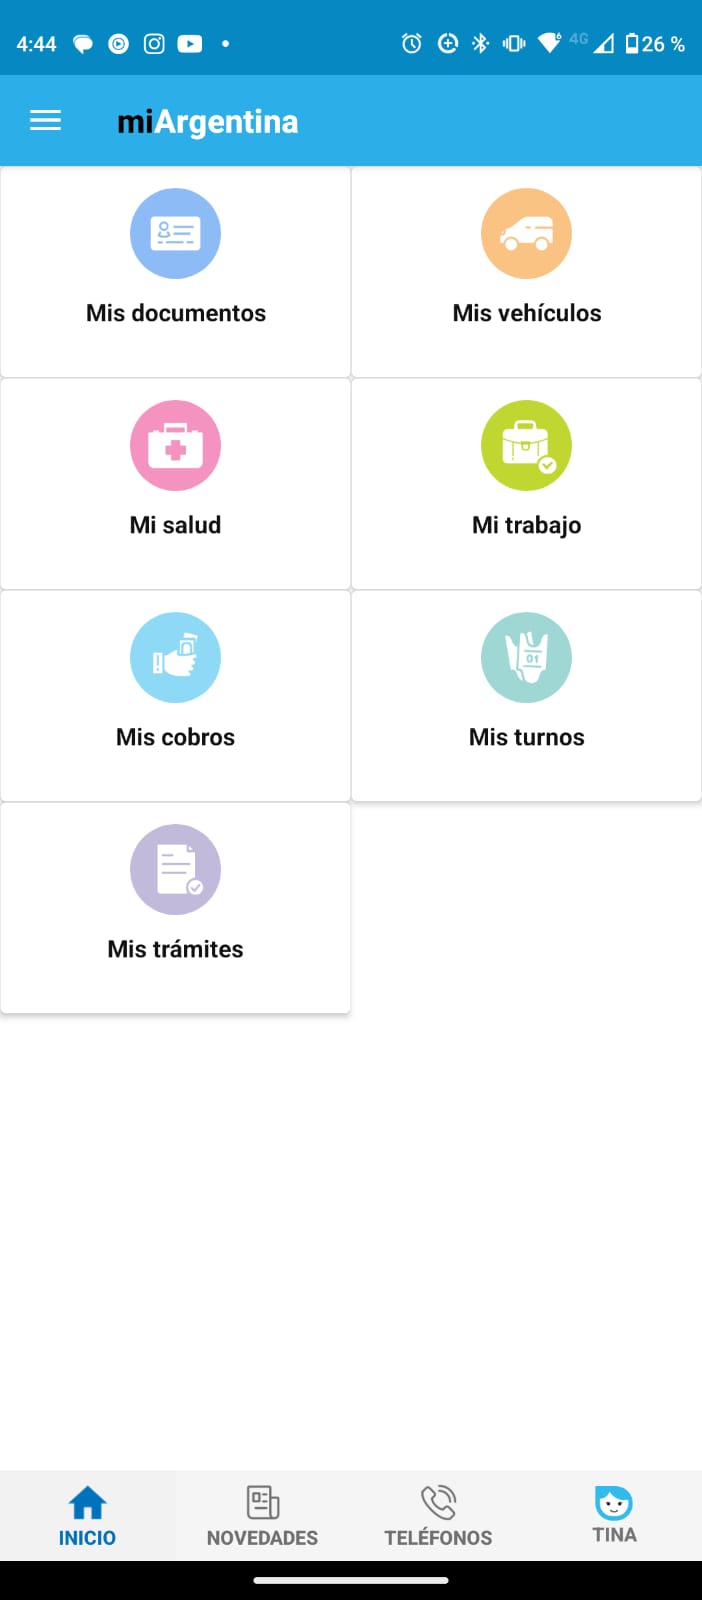 4:44 4G 26 %
miArgentina
Mis documentos
Mis vehículos
Mi salud
Mi trabajo
Mis cobros
01
Mis turnos
Mis trámites
INICIO
NOVEDADES
TELÉFONOS
TINA